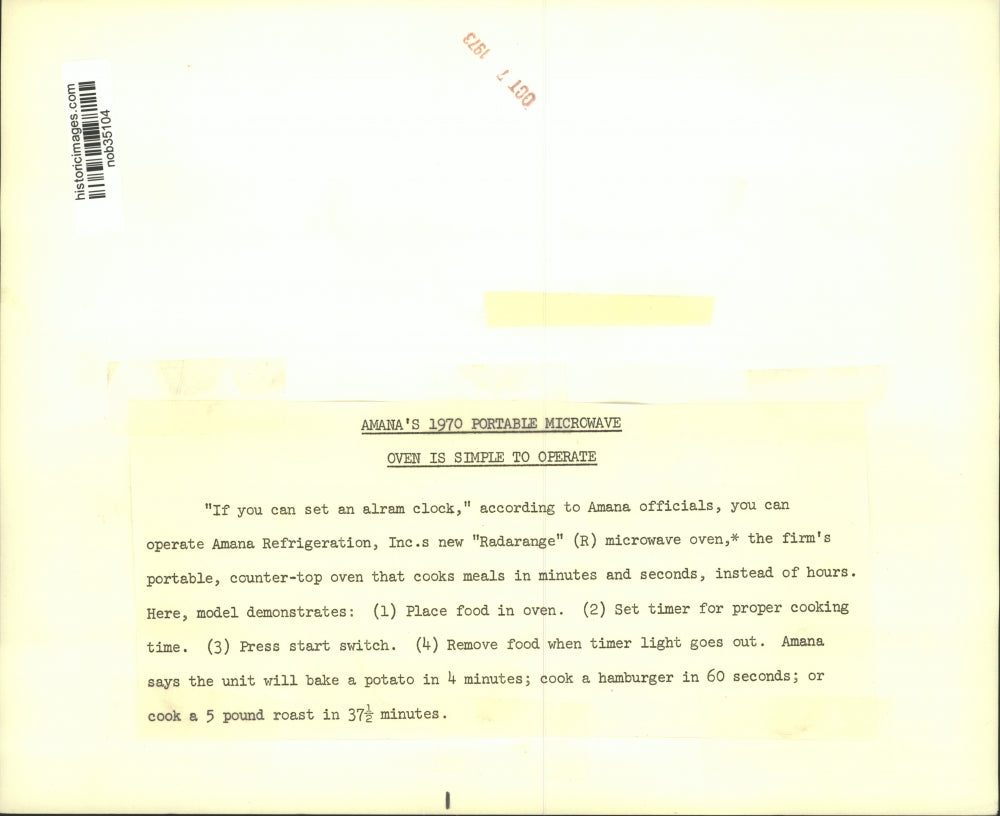 OCT 7 1973
historicimages.com
nob35104
AMANA'S 1970 PORTABLE MICROWAVE
OVEN IS SIMPLE TO OPERATE
"If you can set an alram clock," according to Amana officials, you can
operate Amana Refrigeration, Inc.s new "Radarange" (R) microwave oven,* the firm's
portable, counter-top oven that cooks meals in minutes and seconds, instead of hours.
Here, model demonstrates: (1) Place food in oven. (2) Set timer for proper cooking
time. (3) Press start switch. (4) Remove food when timer light goes out. Amana
says the unit will bake a potato in 4 minutes; cook a hamburger in 60 seconds; or
cook a 5 pound roast in 37½ minutes.